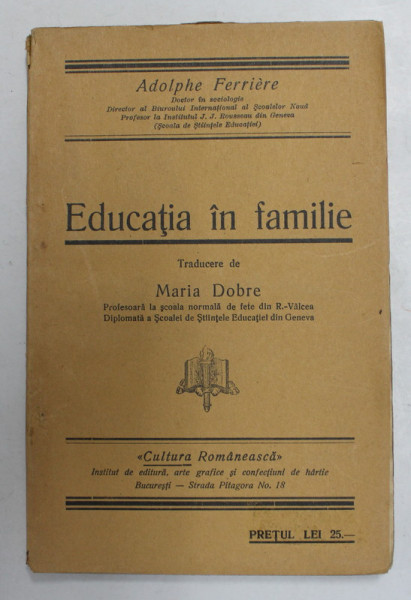 Adolphe Ferrière
Doctor în sociologie
Director al Biuroului Internațional al Școalelor Nouă
Profesor la Institutul J. J. Rousseau din Geneva
(Școala de Științele Educației)
Educația în familie
Traducere de
Maria Dobre
Profesoară la școala normală de fete din R.-Vâlcea
Diplomată a Școalei de Științele Educației din Geneva
«Cultura Românească»
Institut de editură, arte grafice și confecțiuni de hârtie
București — Strada Pitagora No. 18
PREȚUL LEI 25.—